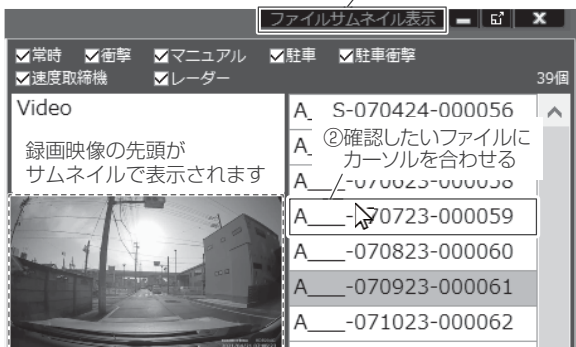 ファイルサムネイル表示
常時 衝撃 マニュアル 駐車 駐車衝撃
速度取締機 レーダー
39個
Video
録画映像の先頭が
サムネイルで表示されます
A_ S-070424-000056
②確認したいファイルに
カーソルを合わせる
A___-070623-000058
A___-070723-000059
A___-070823-000060
A___-070923-000061
A___-071023-000062